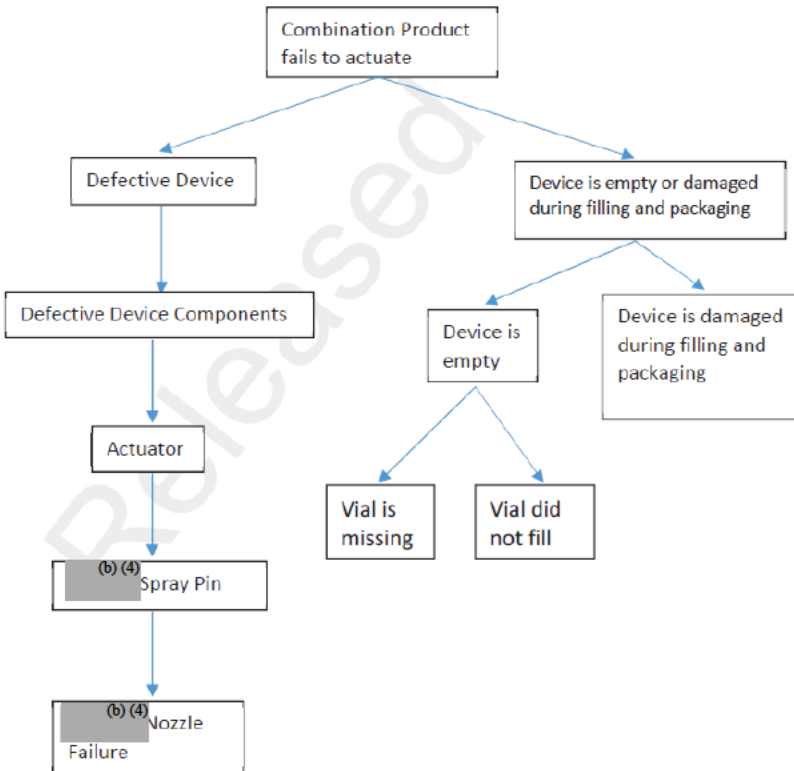 Combination Product
fails to actuate
Defective Device
Device is empty or damaged
during filling and packaging
Defective Device Components
Device is
empty
Device is damaged
during filling and
packaging
Actuator
Vial is
missing
Vial did
not fill
(b) (4) Spray Pin
(b) (4) Nozzle
Failure
Released